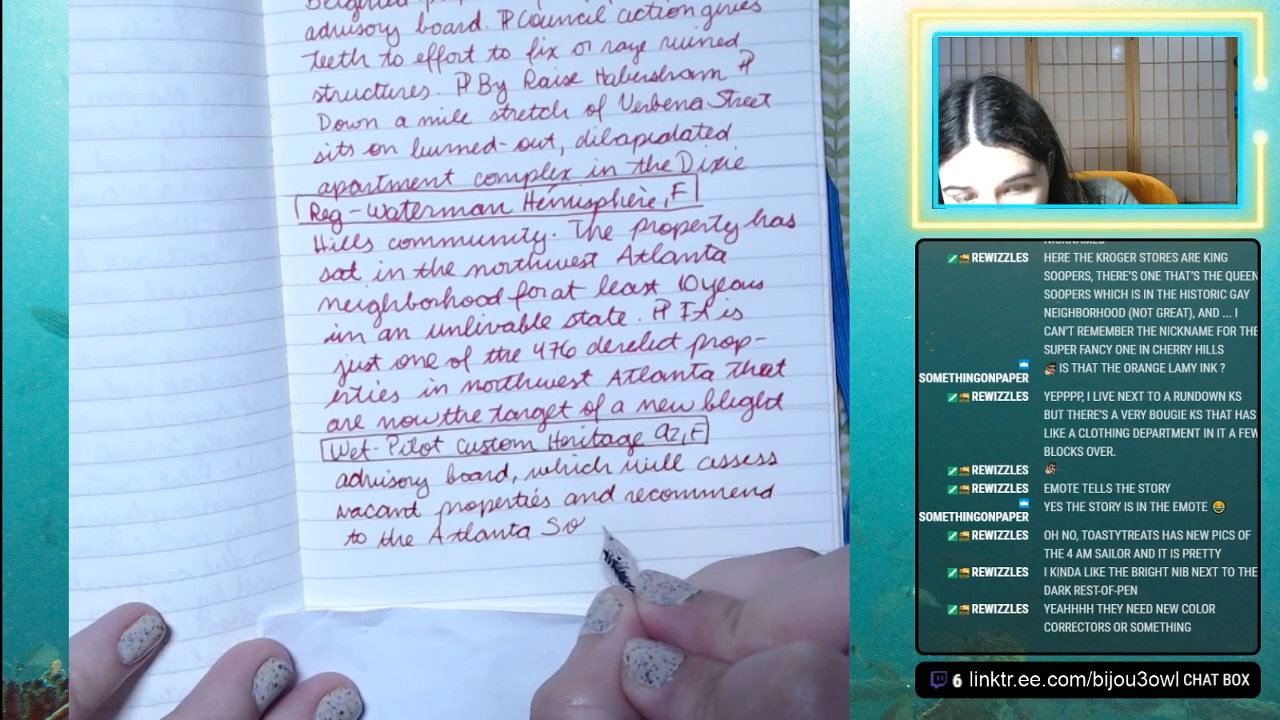 advisory board. ₱ Council action gives
teeth to effort to fix or raze ruined
structures. ₱ By Raisa Habersham ₱
Down a mile stretch of Verbena Street
sits on burned-out, dilapidated
apartment complex in the Dixie
Reg-Waterman Hémisphère, F
Hills community. The property has
sat in the northwest Atlanta
neighborhood for at least 10 years
in an unlivable state. ₱ It is
just one of the 476 derelict prop-
erties in northwest Atlanta that
are now the target of a new blight
Wet-Pilot Custom Heritage 92, F
advisory board, which will assess
vacant properties and recommend
to the Atlanta So
REWIZZLES HERE THE KROGER STORES ARE KING
SOOPERS, THERE'S ONE THAT'S THE QUEEN
SOOPERS WHICH IS IN THE HISTORIC GAY
NEIGHBORHOOD (NOT GREAT), AND ... I
CAN'T REMEMBER THE NICKNAME FOR THE
SUPER FANCY ONE IN CHERRY HILLS
SOMETHINGONPAPER IS THAT THE ORANGE LAMY INK ?
REWIZZLES YEPPPP, I LIVE NEXT TO A RUNDOWN KS
BUT THERE'S A VERY BOUGIE KS THAT HAS
LIKE A CLOTHING DEPARTMENT IN IT A FEW
BLOCKS OVER.
REWIZZLES
REWIZZLES EMOTE TELLS THE STORY
SOMETHINGONPAPER YES THE STORY IS IN THE EMOTE 😂
REWIZZLES OH NO, TOASTYTREATS HAS NEW PICS OF
THE 4 AM SAILOR AND IT IS PRETTY
REWIZZLES I KINDA LIKE THE BRIGHT NIB NEXT TO THE
DARK REST-OF-PEN
REWIZZLES YEAHHHH THEY NEED NEW COLOR
CORRECTORS OR SOMETHING
6 linktr.ee.com/bijou3owl CHAT BOX